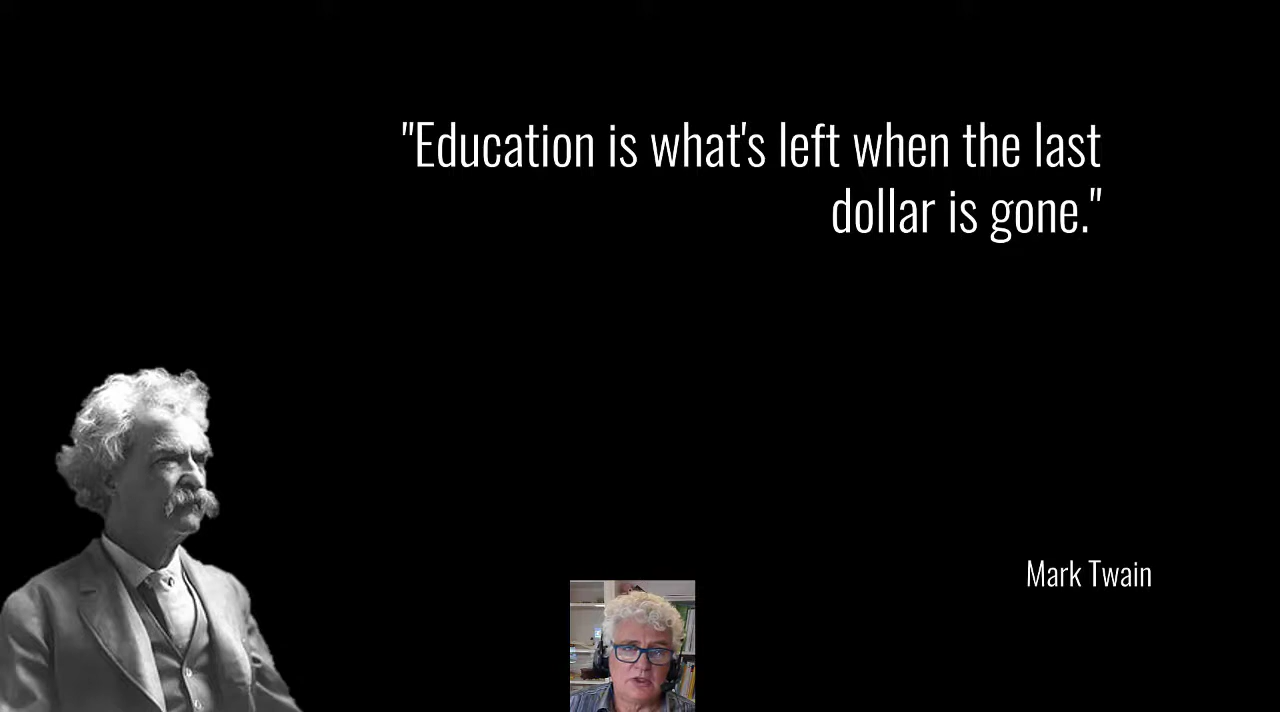 "Education is what's left when the last
dollar is gone."
Mark Twain